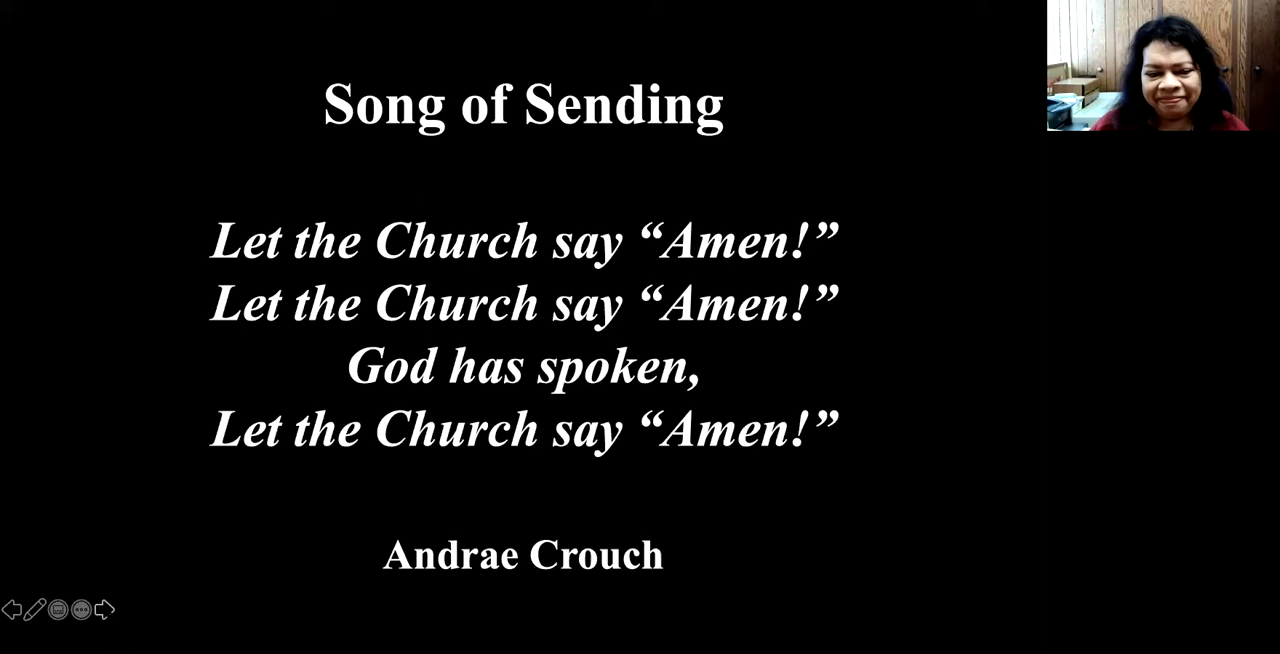 Song of Sending
Let the Church say “Amen!”
Let the Church say “Amen!”
God has spoken,
Let the Church say “Amen!”
Andrae Crouch